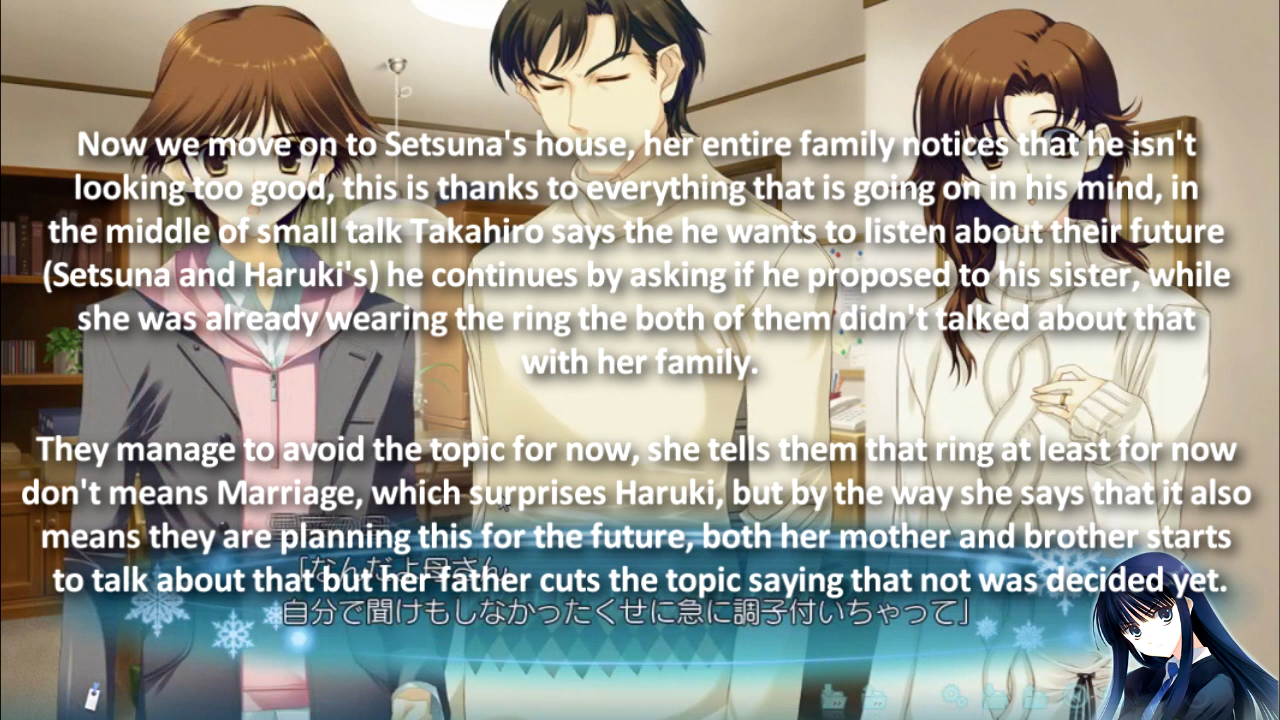 Now we move on to Setsuna's house, her entire family notices that he isn't
looking too good, this is thanks to everything that is going on in his mind, in
the middle of small talk Takahiro says the he wants to listen about their future
(Setsuna and Haruki's) he continues by asking if he proposed to his sister, while
she was already wearing the ring the both of them didn't talked about that
with her family.
They manage to avoid the topic for now, she tells them that ring at least for now
don't means Marriage, which surprises Haruki, but by the way she says that it also
means they are planning this for the future, both her mother and brother starts
to talk about that but her father cuts the topic saying that not was decided yet.
「なんだよ母さん、
自分で聞けもしなかったくせに急に調子付いちゃって」